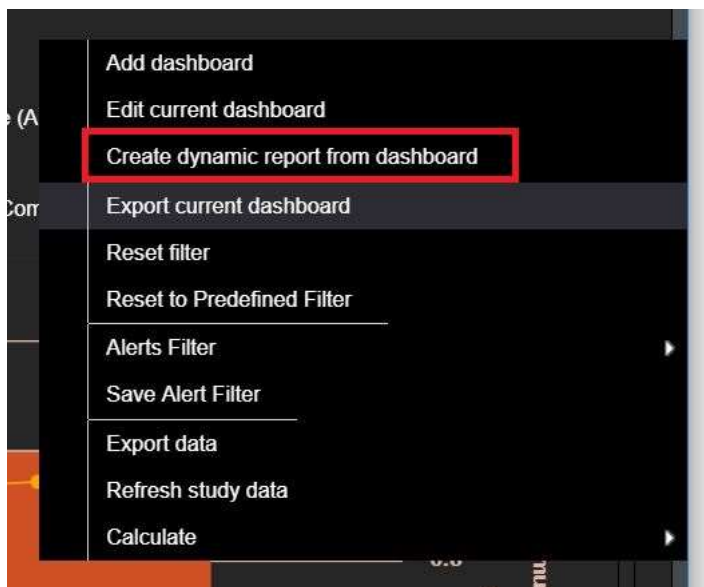 Add dashboard
Edit current dashboard
e (A
Create dynamic report from dashboard
Com
Export current dashboard
Reset filter
Reset to Predefined Filter
Alerts Filter
Save Alert Filter
Export data
Refresh study data
Calculate